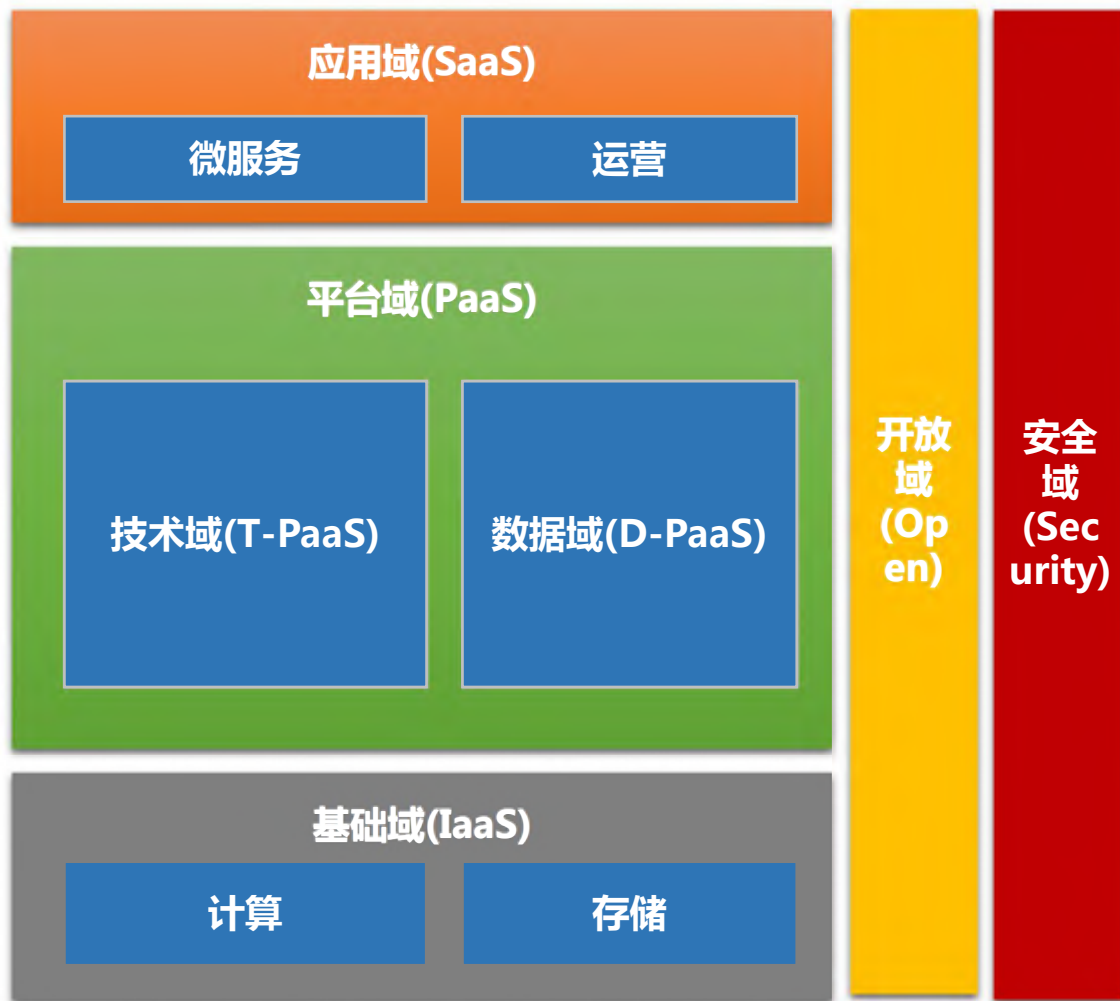 应用域(SaaS)
微服务
运营
平台域(PaaS)
技术域(T-PaaS)
数据域(D-PaaS)
基础域(IaaS)
计算
存储
开放
域
(Op
en)
安全
域
(Sec
urity)